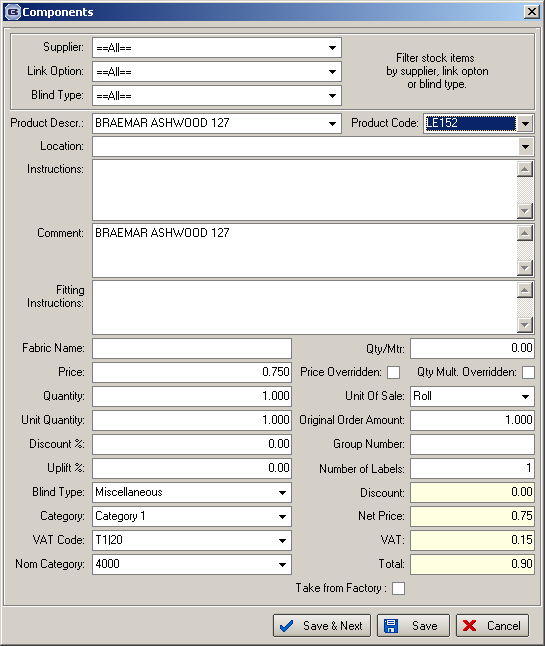 Components
Supplier: ==All==
Link Option: ==All==
Blind Type: ==All==
Filter stock items
by supplier, link opton
or blind type.
Product Descr.: BRAEMAR ASHWOOD 127 Product Code: LE152
Location:
Instructions:
Comment: BRAEMAR ASHWOOD 127
Fitting
Instructions:
Fabric Name: Qty/Mtr: 0.00
Price: 0.750 Price Overridden: Qty Mult. Overridden:
Quantity: 1.000 Unit Of Sale: Roll
Unit Quantity: 1.000 Original Order Amount: 1.000
Discount %: 0.00 Group Number:
Uplift %: 0.00 Number of Labels: 1
Blind Type: Miscellaneous Discount: 0.00
Category: Category 1 Net Price: 0.75
VAT Code: T1|20 VAT: 0.15
Nom Category: 4000 Total: 0.90
Take from Factory :
Save & Next Save Cancel